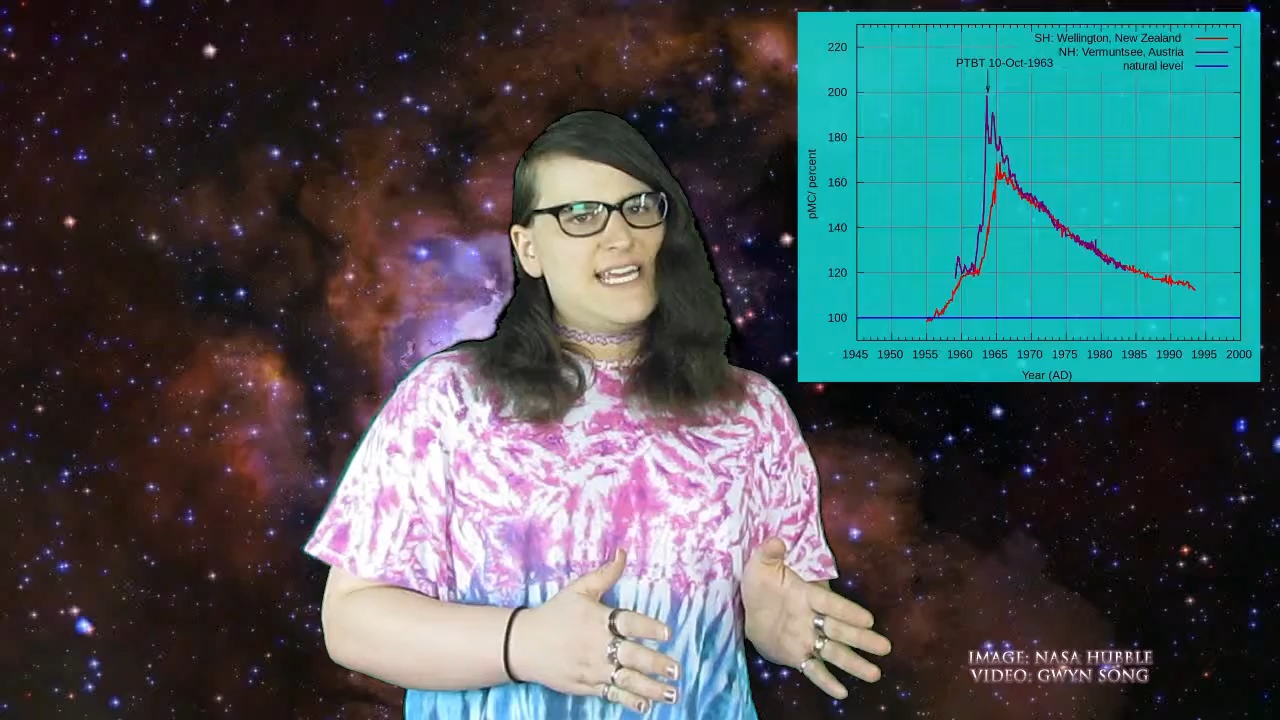 SH: Wellington, New Zealand
NH: Vermuntsee, Austria
natural level
PTBT 10-Oct-1963
220
200
180
160
140
120
100
pMC/ percent
1945 1950 1955 1960 1965 1970 1975 1980 1985 1990 1995 2000
Year (AD)
IMAGE: NASA HUBBLE
VIDEO: GWYN SONG